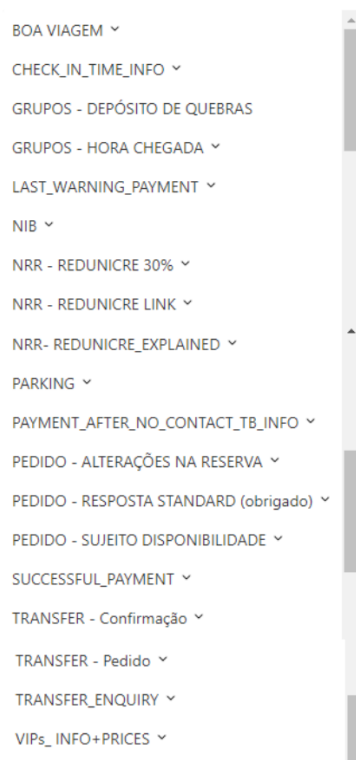 BOA VIAGEM
CHECK_IN_TIME_INFO
GRUPOS - DEPÓSITO DE QUEBRAS
GRUPOS - HORA CHEGADA
LAST_WARNING_PAYMENT
NIB
NRR - REDUNICRE 30%
NRR - REDUNICRE LINK
NRR- REDUNICRE_EXPLAINED
PARKING
PAYMENT_AFTER_NO_CONTACT_TB_INFO
PEDIDO - ALTERAÇÕES NA RESERVA
PEDIDO - RESPOSTA STANDARD (obrigado)
PEDIDO - SUJEITO DISPONIBILIDADE
SUCCESSFUL_PAYMENT
TRANSFER - Confirmação
TRANSFER - Pedido
TRANSFER_ENQUIRY
VIPs_ INFO+PRICES